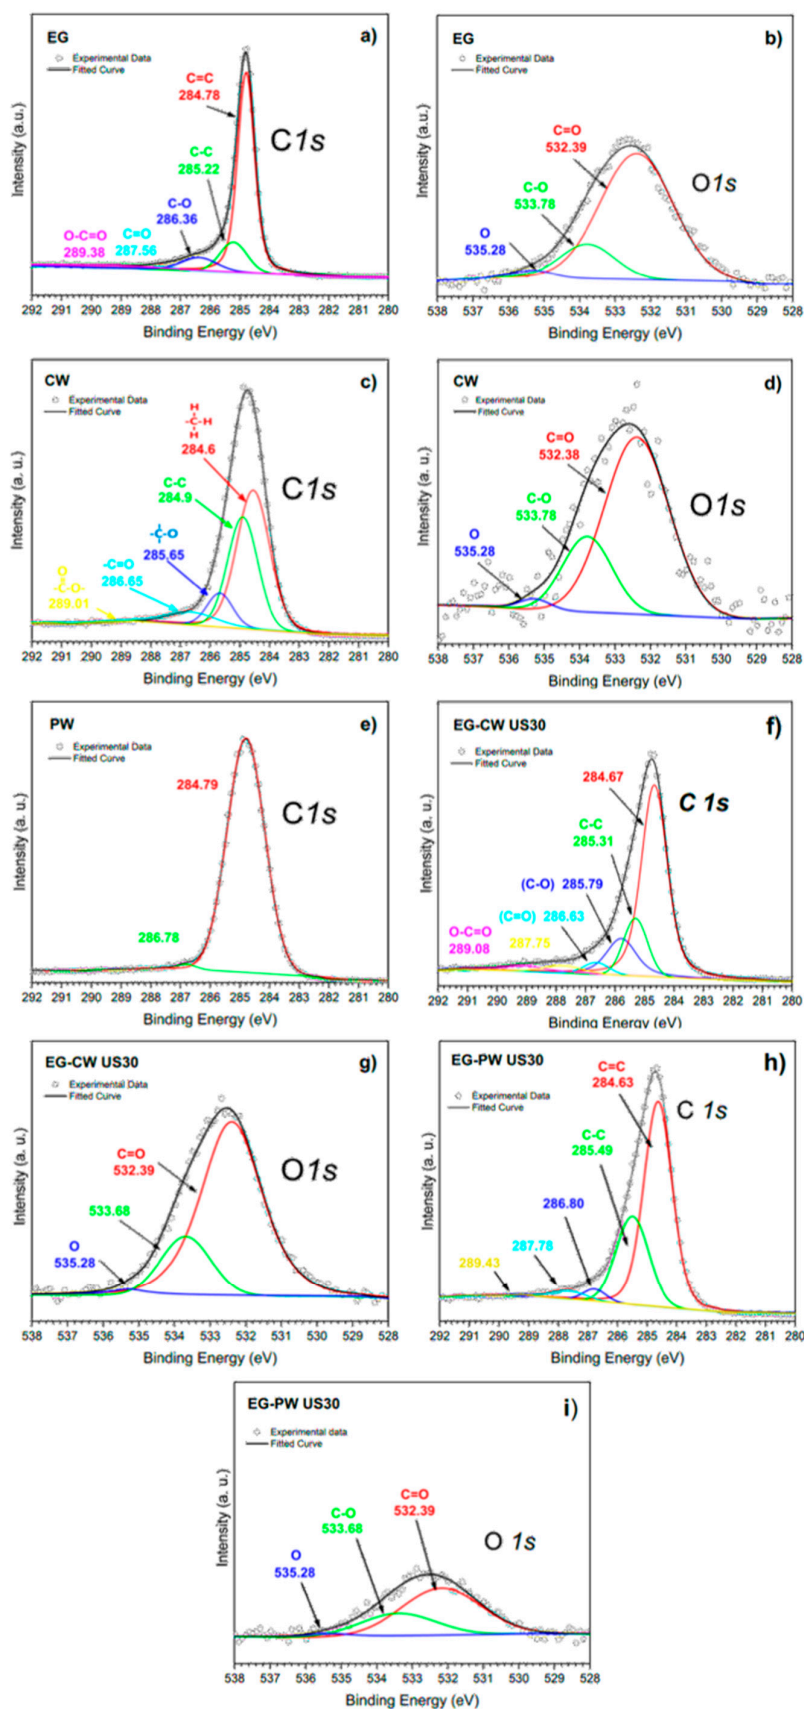 EG
a)
Experimental Data
Fitted Curve
C=C
284.78
C1s
C-C
285.22
C-O
286.36
O-C=O
289.38
C=O
287.56
Intensity (a.u.)
292 291 290 289 288 287 286 285 284 283 282 281 280
Binding Energy (eV)
EG
b)
Experimental Data
Fitted Curve
C=O
532.39
O1s
C-O
533.78
O
535.28
Intensity (a.u.)
538 537 536 535 534 533 532 531 530 529 528
Binding Energy (eV)
CW
c)
Experimental Data
Fitted Curve
H
-C-H
H
284.6
C1s
C-C
284.9
-C-O
285.65
-C=O
286.65
O
-C-O-
289.01
Intensity (a.u.)
292 291 290 289 288 287 286 285 284 283 282 281 280
Binding Energy (eV)
CW
d)
Experimental Data
Fitted Curve
C=O
532.38
C-O
533.78
O1s
O
535.28
Intensity (a.u.)
538 537 536 535 534 533 532 531 530 529 528
Binding Energy (eV)
PW
e)
Experimental Data
Fitted Curve
284.79
C1s
286.78
Intensity (a. u.)
292 291 290 289 288 287 286 285 284 283 282 281 280
Binding Energy (eV)
EG-CW US30
f)
Experimental Data
Fitted Curve
284.67
C 1s
C-C
285.31
(C-O) 285.79
(C=O) 286.63
O-C=O
289.08
287.75
Intensity (a. u.)
292 291 290 289 288 287 286 285 284 283 282 281 280
Binding Energy (eV)
EG-CW US30
g)
Experimental Data
Fitted Curve
C=O
532.39
O1s
533.68
O
535.28
Intensity (a. u.)
538 537 536 535 534 533 532 531 530 529 528
Binding Energy (eV)
EG-PW US30
h)
Experimental Data
Fitted Curve
C=C
284.63
C 1s
C-C
285.49
286.80
287.78
289.43
Intensity (a. u.)
292 291 290 289 288 287 286 285 284 283 282 281 280
Binding Energy (eV)
EG-PW US30
i)
Experimental data
Fitted Curve
C=O
532.39
C-O
533.68
O 1s
O
535.28
Intensity (a. u.)
538 537 536 535 534 533 532 531 530 529 528
Binding Energy (eV)